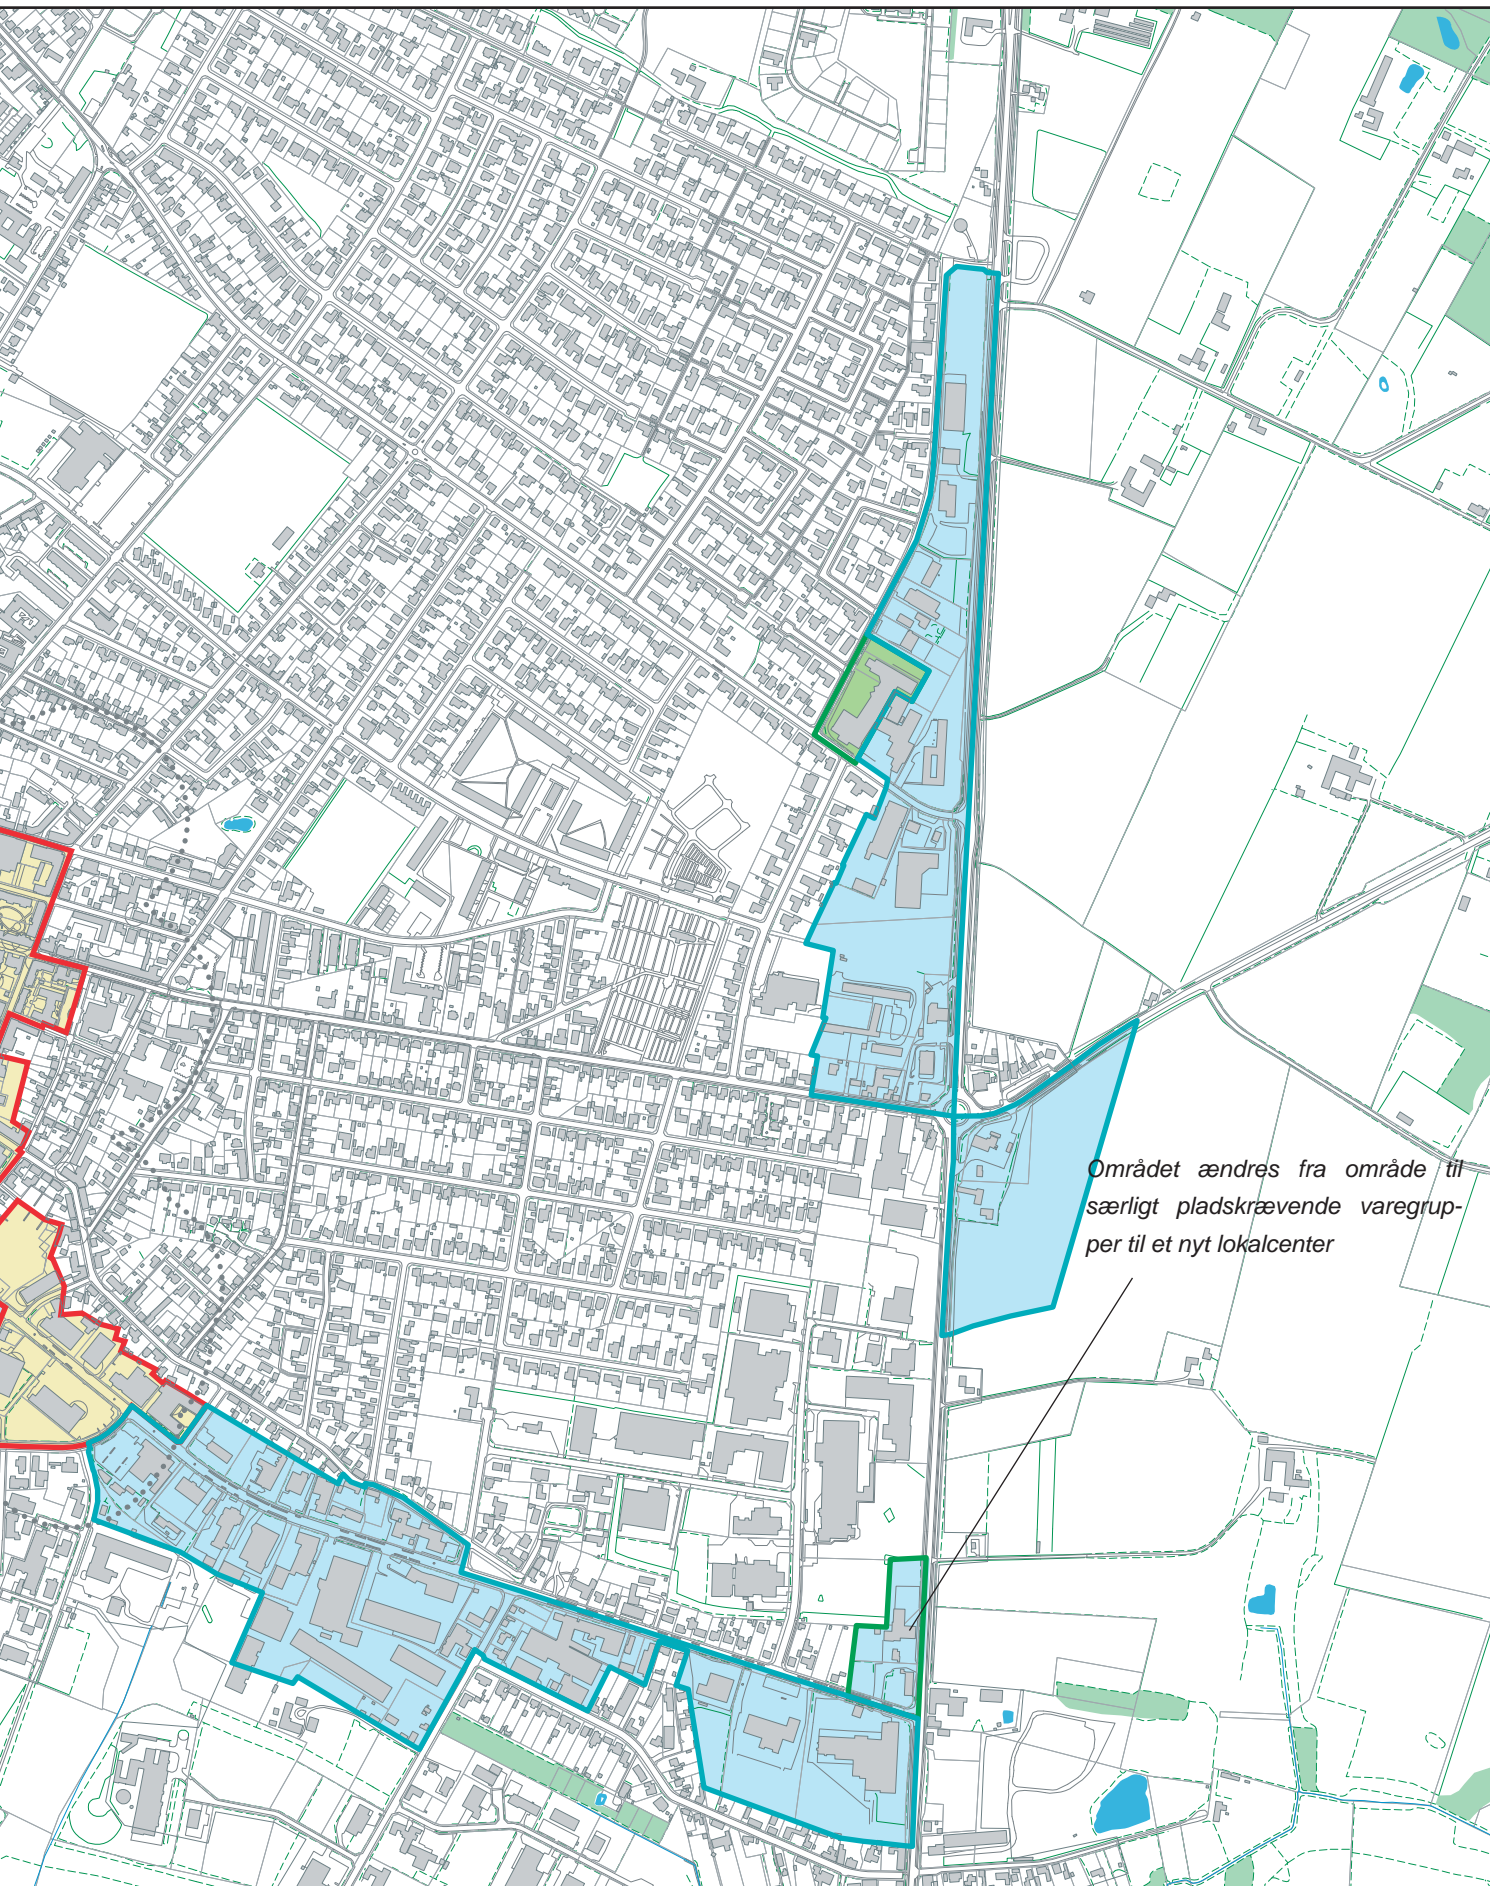 Området ændres fra område til
særligt pladskrævende varegrup-
per til et nyt lokalcenter